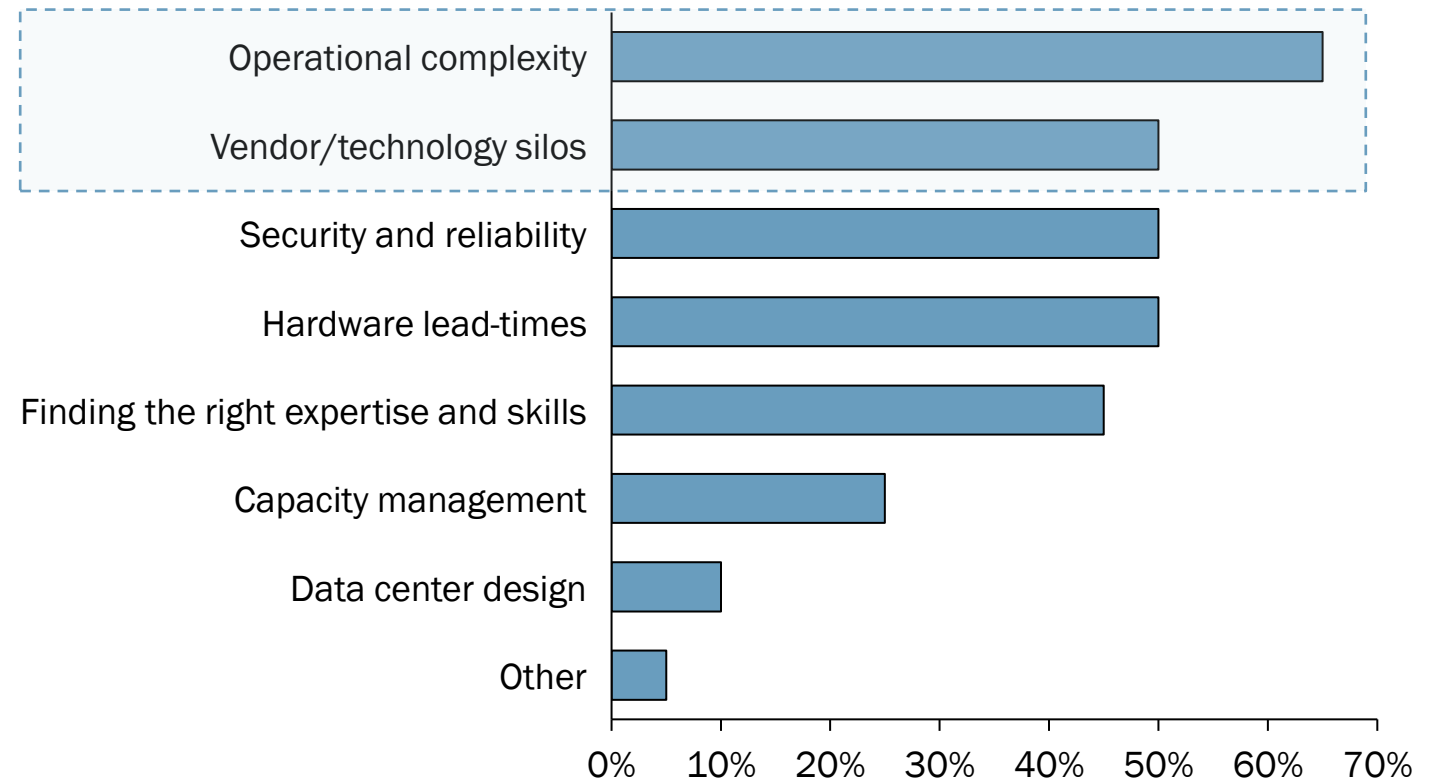 Operational complexity
Vendor/technology silos
Security and reliability
Hardware lead-times
Finding the right expertise and skills
Capacity management
Data center design
Other
0% 10% 20% 30% 40% 50% 60% 70%